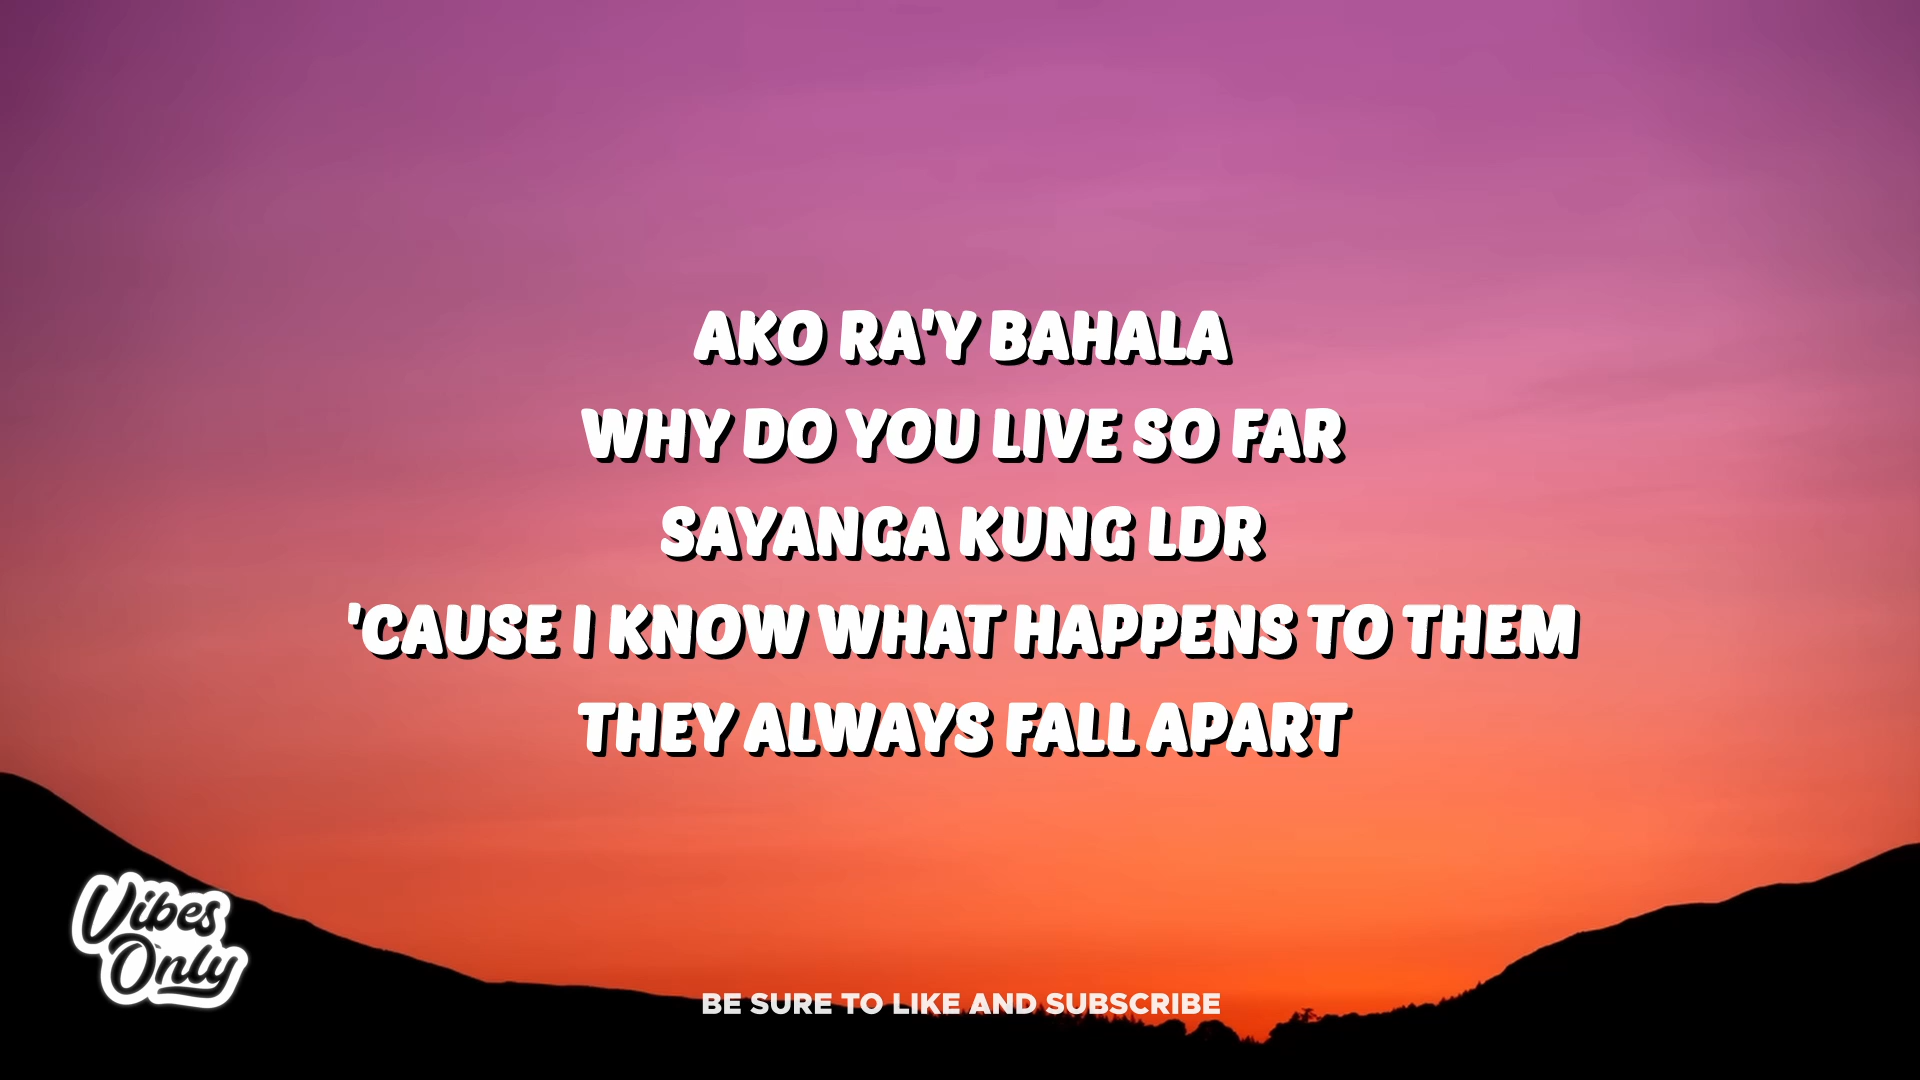 AKO RA'Y BAHALA
WHY DO YOU LIVE SO FAR
SAYANGA KUNG LDR
'CAUSE I KNOW WHAT HAPPENS TO THEM
THEY ALWAYS FALL APART
Vibes
Only
BE SURE TO LIKE AND SUBSCRIBE